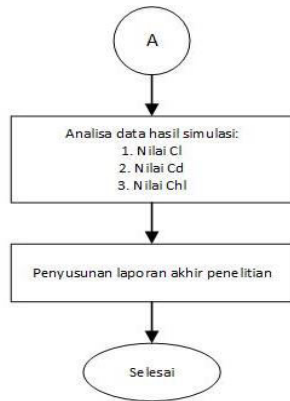 A
Analisa data hasil simulasi:
1. Nilai Cl
2. Nilai Cd
3. Nilai Chl
Penyusunan laporan akhir penelitian
Selesai